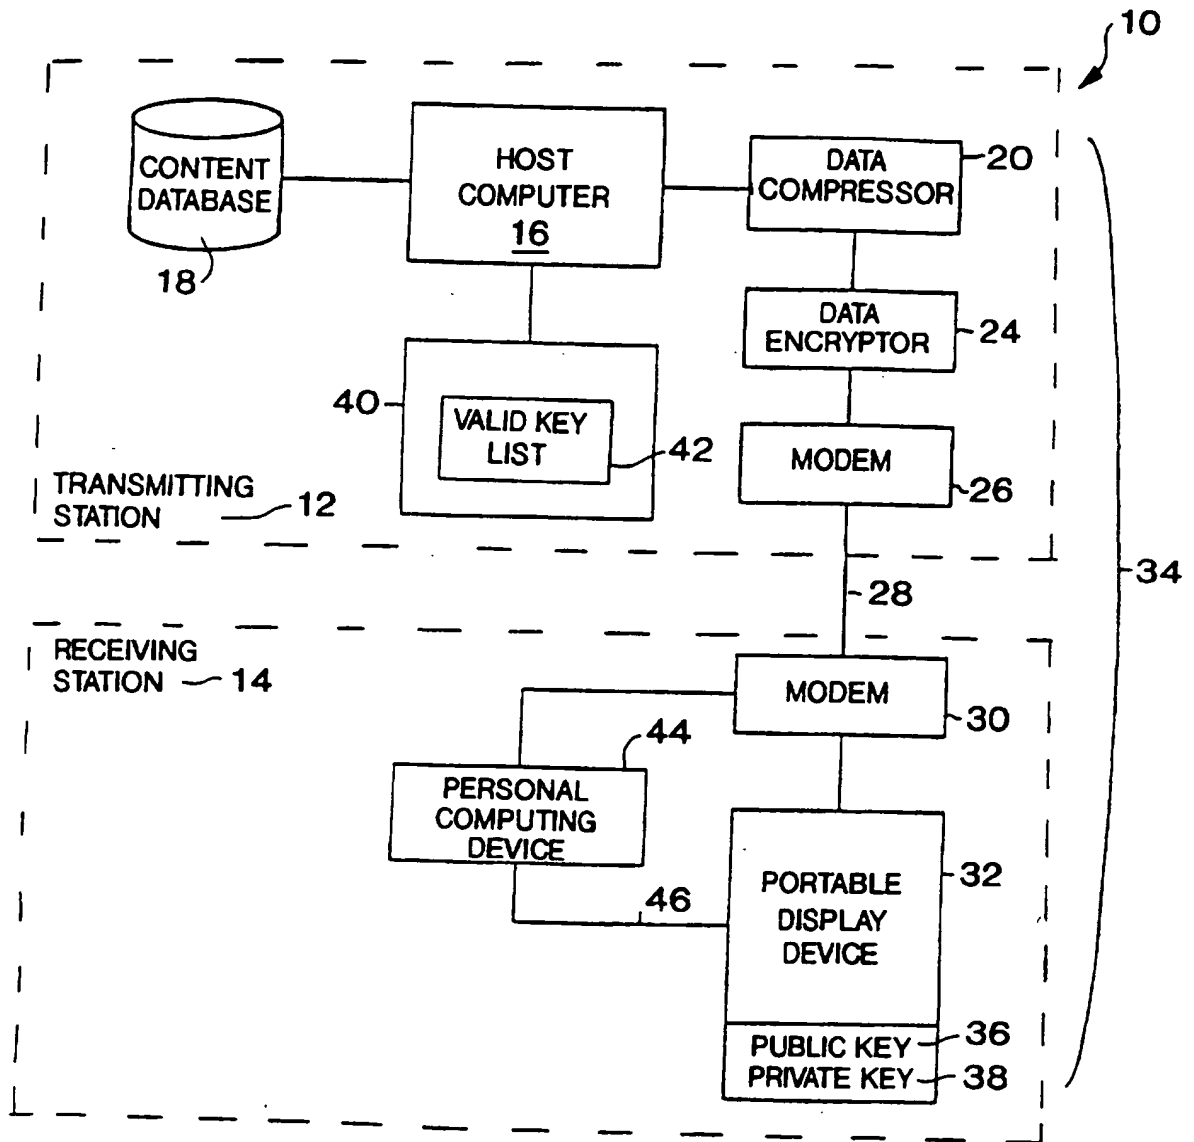 10
CONTENT
DATABASE
18
HOST
COMPUTER
16
DATA
COMPRESSOR
20
DATA
ENCRYPTOR
24
40
VALID KEY
LIST
42
MODEM
26
TRANSMITTING
STATION
12
28
34
RECEIVING
STATION
14
MODEM
30
44
PERSONAL
COMPUTING
DEVICE
46
PORTABLE
DISPLAY
DEVICE
32
PUBLIC KEY
36
PRIVATE KEY
38